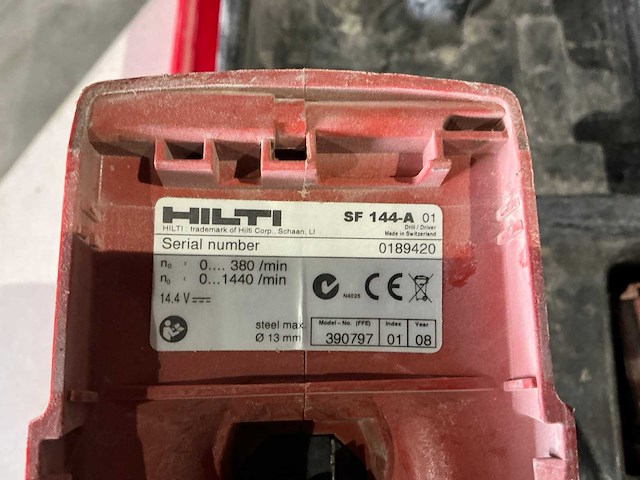 HILTI SF 144-A 01
HILTI : trademark of Hilti Corp., Schaan, LI Drill / Driver
Made in Switzerland
Serial number 0189420
n₀ : 0.... 380 /min
n₀ : 0...1440 /min
14.4 V
N4025
CE
steel max
Ø 13 mm
Model-No. (FFE) Index Year
390797 01 08